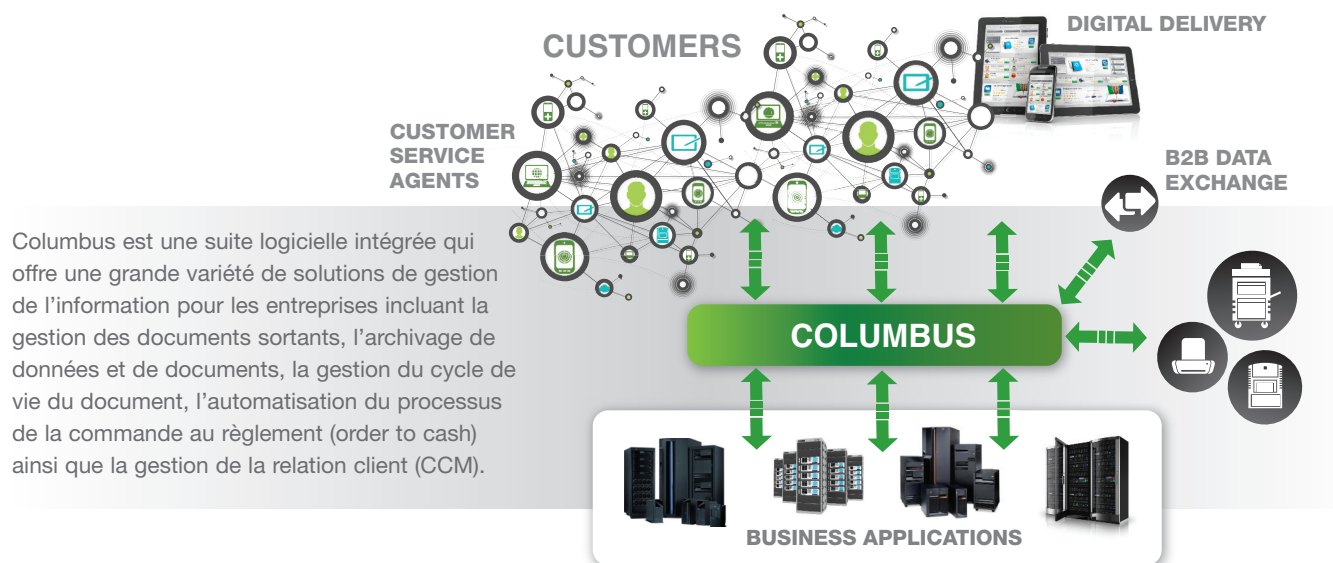 CUSTOMERS
DIGITAL DELIVERY
CUSTOMER
SERVICE
AGENTS
B2B DATA
EXCHANGE
Columbus est une suite logicielle intégrée qui
offre une grande variété de solutions de gestion
de l’information pour les entreprises incluant la
gestion des documents sortants, l’archivage de
données et de documents, la gestion du cycle de
vie du document, l’automatisation du processus
de la commande au règlement (order to cash)
ainsi que la gestion de la relation client (CCM).
COLUMBUS
BUSINESS APPLICATIONS